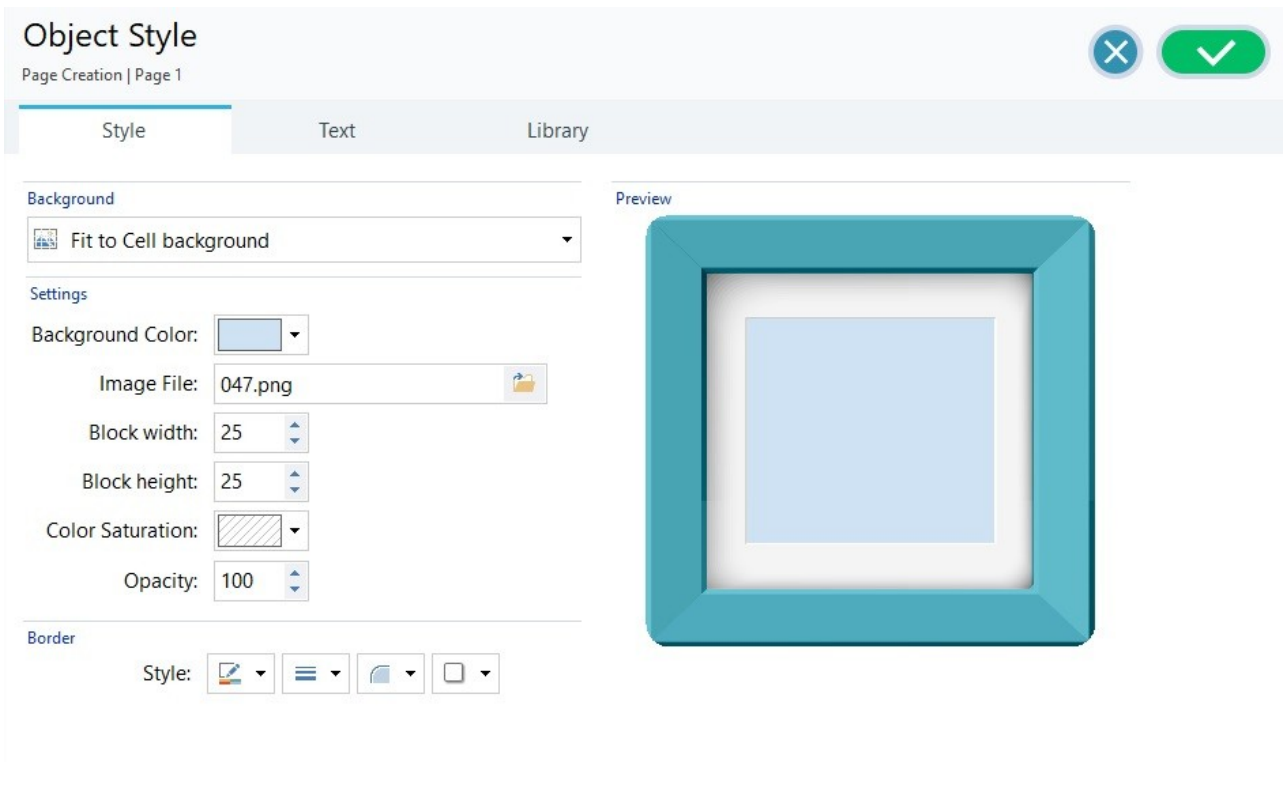 Object Style
Page Creation | Page 1
Style Text Library
Background
Fit to Cell background
Settings
Background Color:
Image File: 047.png
Block width: 25
Block height: 25
Color Saturation:
Opacity: 100
Border
Style:
Preview